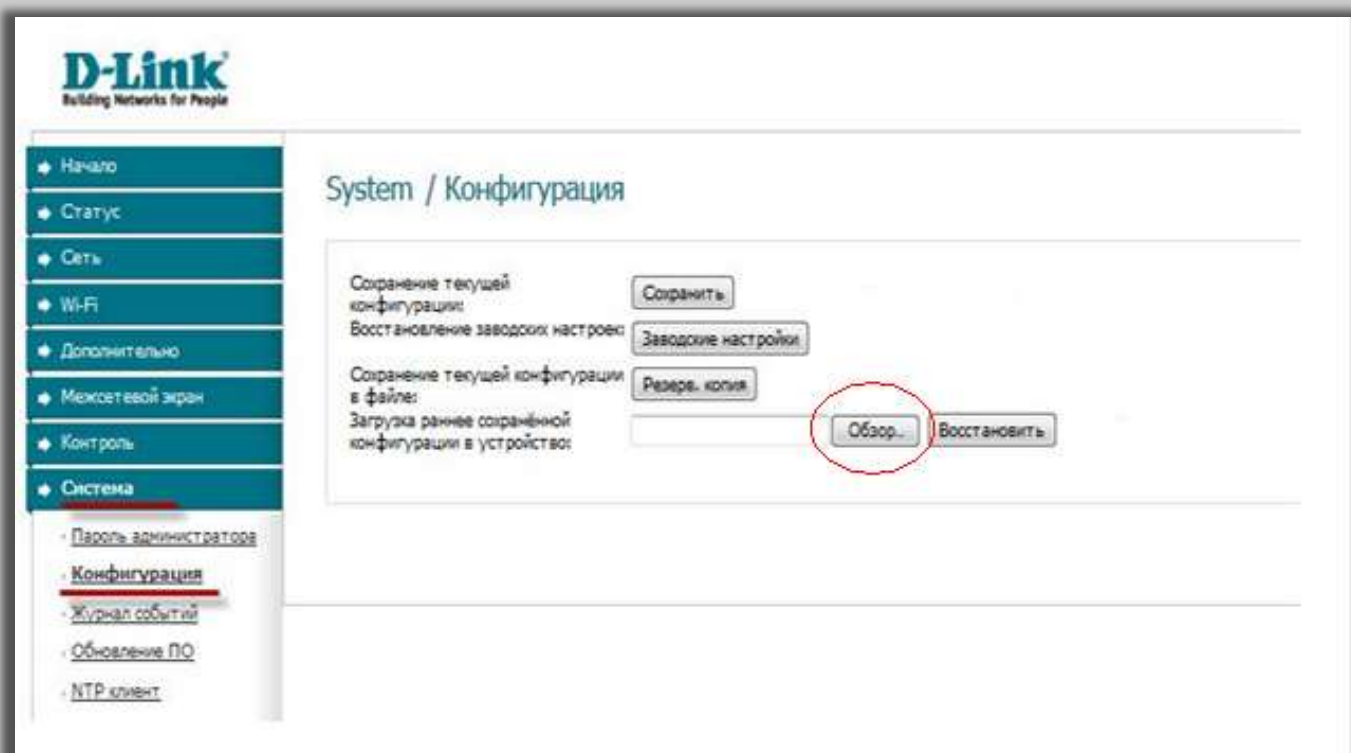 D-Link
Building Networks for People
Начало
Статус
Сеть
Wi-Fi
Дополнительно
Межсетевой экран
Контроль
Система
Пароль администратора
Конфигурация
Журнал событий
Обновление ПО
NTP клиент
System / Конфигурация
Сохранение текущей
конфигурации:
Сохранить
Восстановление заводских настроек:
Заводские настройки
Сохранение текущей конфигурации
в файле:
Резерв. копия
Загрузка раннее сохранённой
конфигурации в устройство:
Обзор..
Восстановить